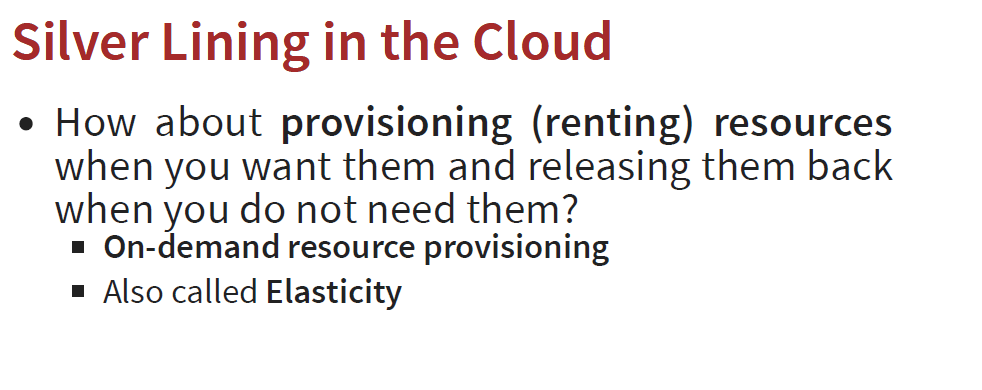 Silver Lining in the Cloud
• How about provisioning (renting) resources
when you want them and releasing them back
when you do not need them?
▪ On-demand resource provisioning
▪ Also called Elasticity